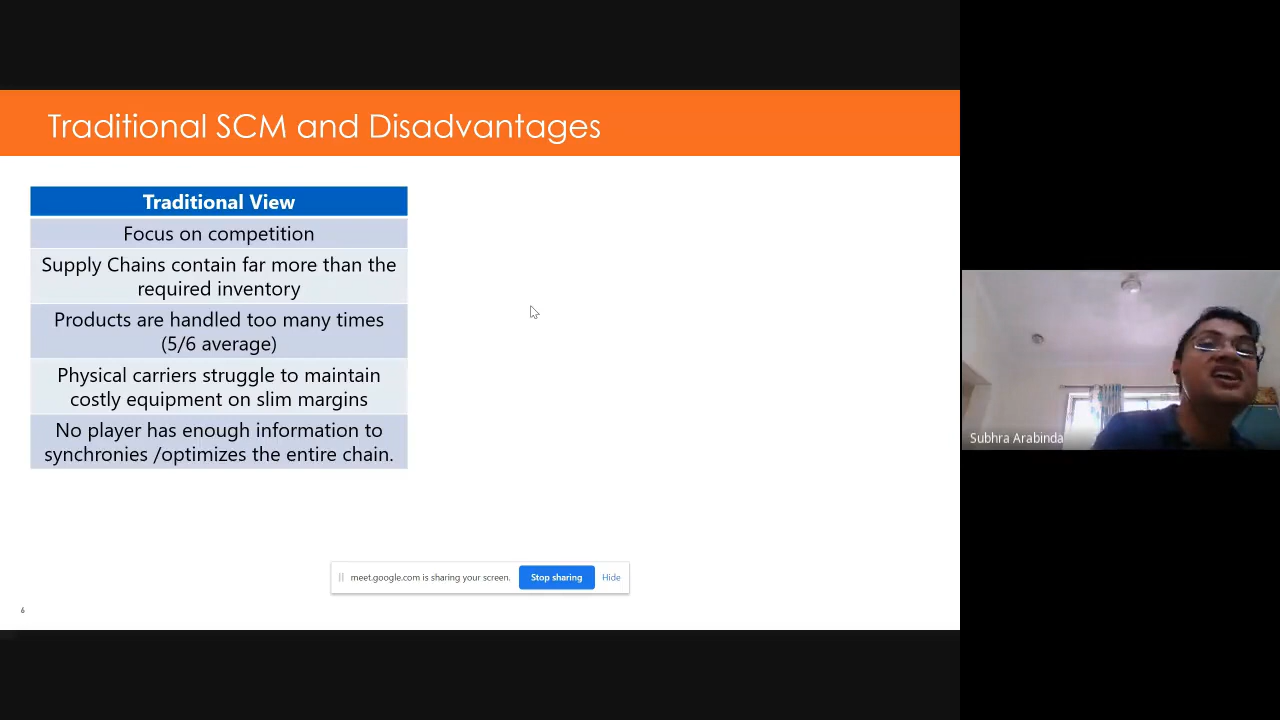 Traditional SCM and Disadvantages
Traditional View
Focus on competition
Supply Chains contain far more than the
required inventory
Products are handled too many times
(5/6 average)
Physical carriers struggle to maintain
costly equipment on slim margins
No player has enough information to
synchronies /optimizes the entire chain.
meet.google.com is sharing your screen. Stop sharing Hide
6
Subhra Arabinda